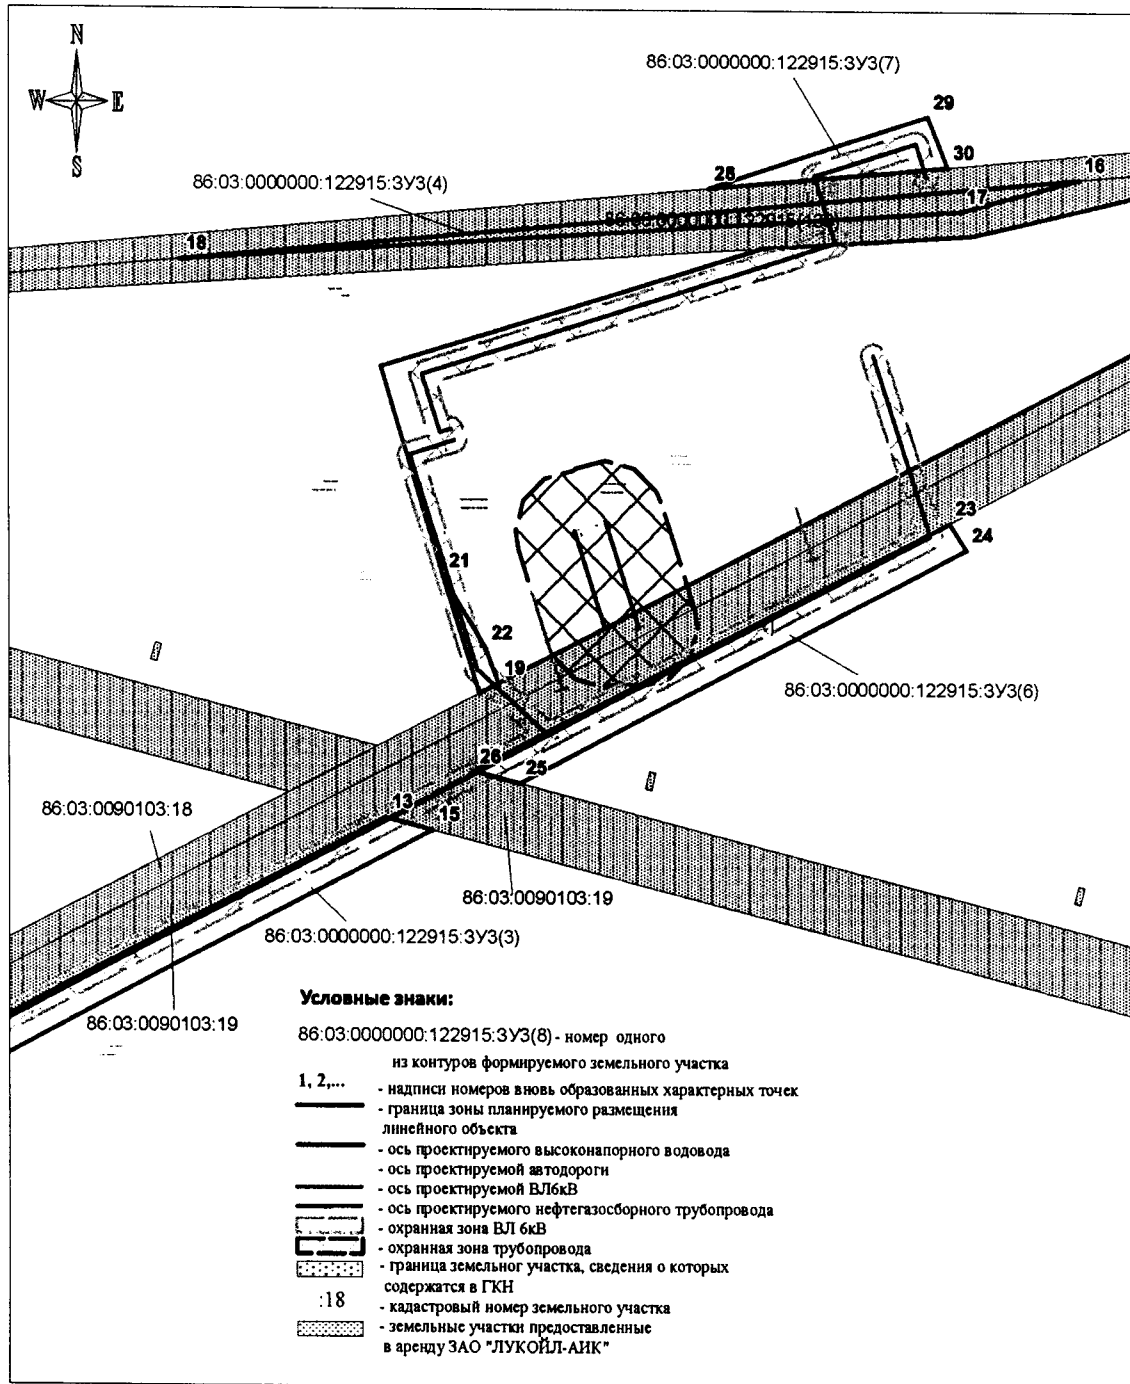 N
W E
S
86:03:0000000:122915:ЗУ3(7)
29
30
16
28
86:03:0000000:122915:ЗУ3(4)
17
18
21
22
19
23
24
86:03:0000000:122915:ЗУ3(6)
26
25
13
15
86:03:0090103:18
86:03:0090103:19
86:03:0000000:122915:ЗУ3(3)
86:03:0090103:19
Условные знаки:
86:03:0000000:122915:ЗУ3(8) - номер одного
из контуров формируемого земельного участка
1, 2,... - надписи номеров вновь образованных характерных точек
- граница зоны планируемого размещения
линейного объекта
- ось проектируемого высоконапорного водовода
- ось проектируемой автодороги
- ось проектируемой ВЛ6кВ
- ось проектируемого нефтегазосборного трубопровода
- охранная зона ВЛ 6кВ
- охранная зона трубопровода
- граница земельног участка, сведения о которых
содержатся в ГКН
:18 - кадастровый номер земельного участка
- земельные участки предоставленные
в аренду ЗАО "ЛУКОЙЛ-АИК"